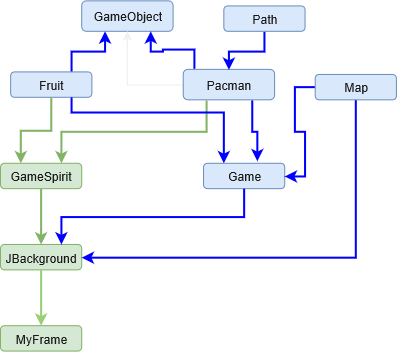 GameObject
Path
Fruit
Pacman
Map
GameSpirit
Game
JBackground
MyFrame